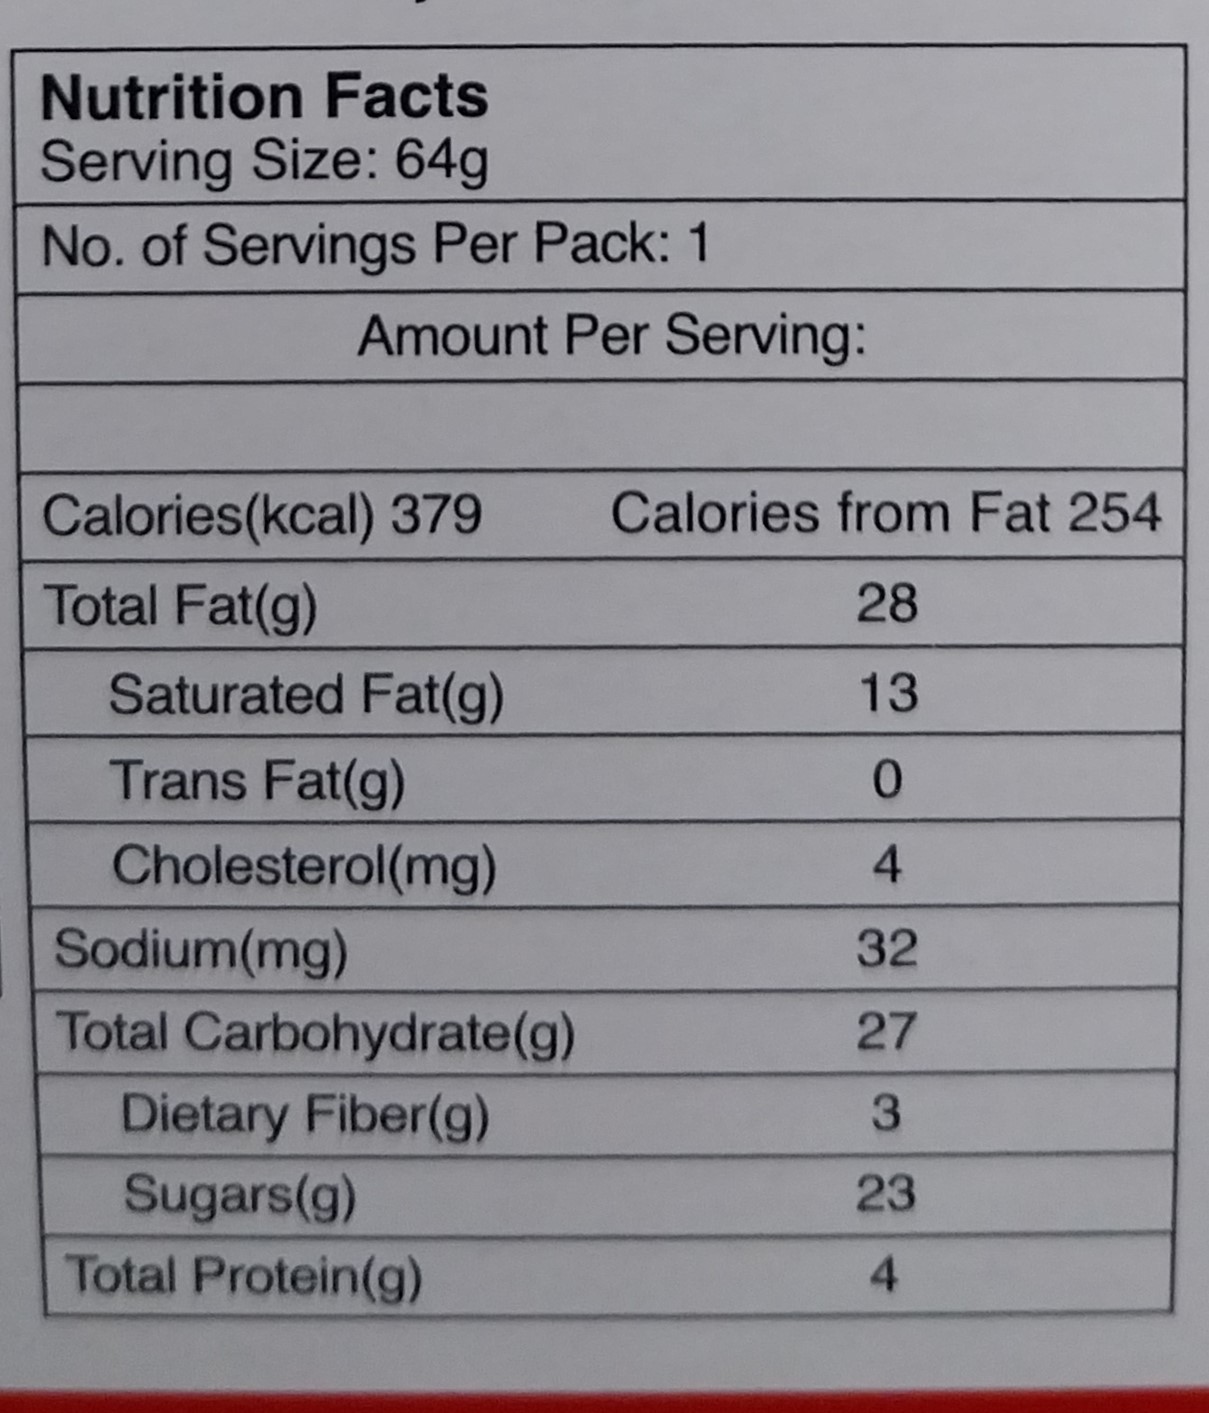 Nutrition Facts
Serving Size: 64g
No. of Servings Per Pack: 1
Amount Per Serving:
Calories(kcal) 379 Calories from Fat 254
Total Fat(g) 28
Saturated Fat(g) 13
Trans Fat(g) 0
Cholesterol(mg) 4
Sodium(mg) 32
Total Carbohydrate(g) 27
Dietary Fiber(g) 3
Sugars(g) 23
Total Protein(g) 4